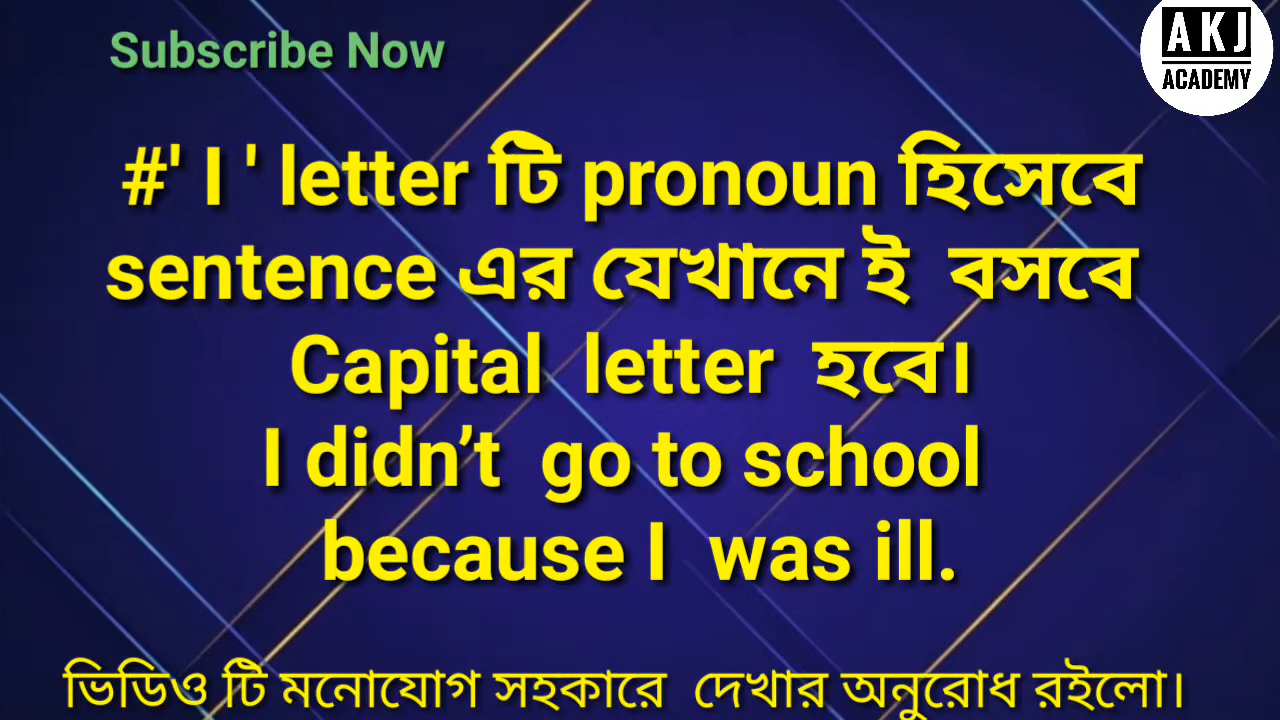 Subscribe Now
AKJ
ACADEMY
#' I ' letter টি pronoun হিসেবে
sentence এর যেখানে ই বসবে
Capital letter হবে।
I didn’t go to school
because I was ill.
ভিডিও টি মনোযোগ সহকারে দেখার অনুরোধ রইলো।